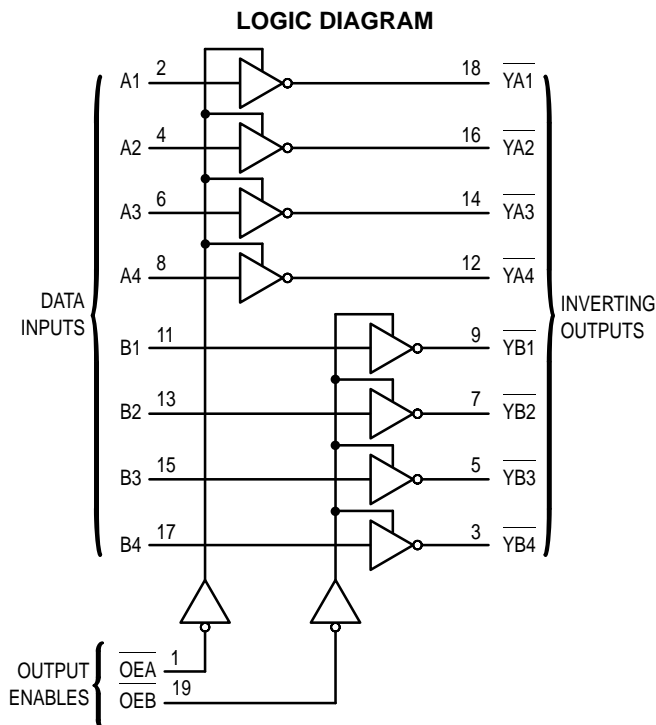 LOGIC DIAGRAM
A1 2 18 YA1
A2 4 16 YA2
A3 6 14 YA3
A4 8 12 YA4
DATA
INPUTS
INVERTING
OUTPUTS
B1 11 9 YB1
B2 13 7 YB2
B3 15 5 YB3
B4 17 3 YB4
OUTPUT
ENABLES
OEA 1
OEB 19